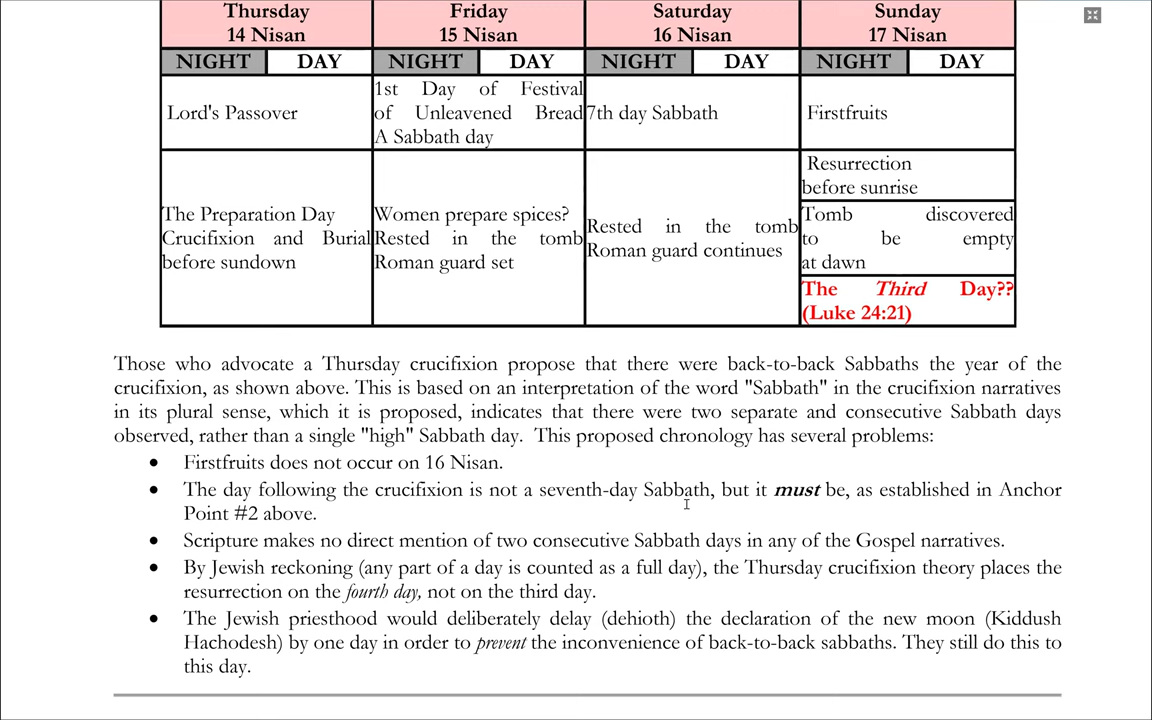 Thursday
14 Nisan
Friday
15 Nisan
Saturday
16 Nisan
Sunday
17 Nisan
NIGHT DAY NIGHT DAY NIGHT DAY NIGHT DAY
Lord's Passover
1st Day of Festival
of Unleavened Bread
A Sabbath day
7th day Sabbath
Firstfruits
The Preparation Day
Crucifixion and Burial
before sundown
Women prepare spices?
Rested in the tomb
Roman guard set
Rested in the tomb
Roman guard continues
Resurrection
before sunrise
Tomb discovered
to be empty
at dawn
The Third Day??
(Luke 24:21)
Those who advocate a Thursday crucifixion propose that there were back-to-back Sabbaths the year of the
crucifixion, as shown above. This is based on an interpretation of the word "Sabbath" in the crucifixion narratives
in its plural sense, which it is proposed, indicates that there were two separate and consecutive Sabbath days
observed, rather than a single "high" Sabbath day. This proposed chronology has several problems:
• Firstfruits does not occur on 16 Nisan.
• The day following the crucifixion is not a seventh-day Sabbath, but it must be, as established in Anchor
Point #2 above.
• Scripture makes no direct mention of two consecutive Sabbath days in any of the Gospel narratives.
• By Jewish reckoning (any part of a day is counted as a full day), the Thursday crucifixion theory places the
resurrection on the fourth day, not on the third day.
• The Jewish priesthood would deliberately delay (dehioth) the declaration of the new moon (Kiddush
Hachodesh) by one day in order to prevent the inconvenience of back-to-back sabbaths. They still do this to
this day.